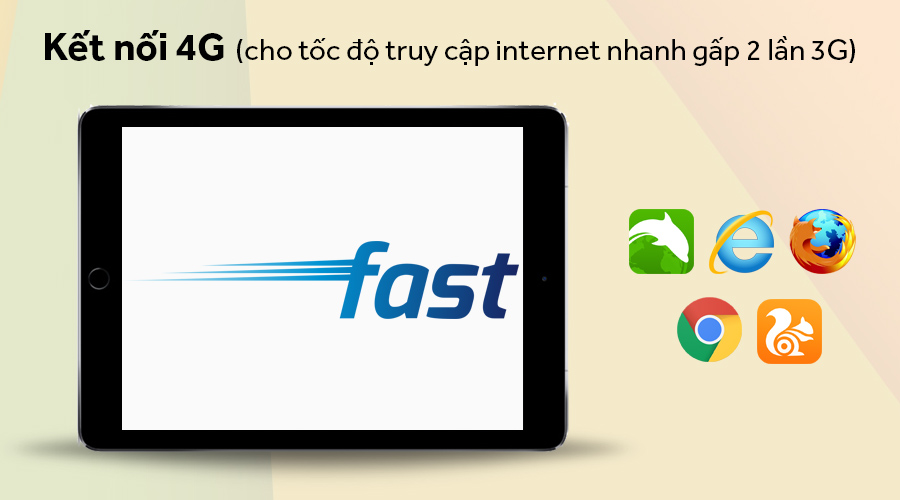 Kết nối 4G (cho tốc độ truy cập internet nhanh gấp 2 lần 3G)
fast